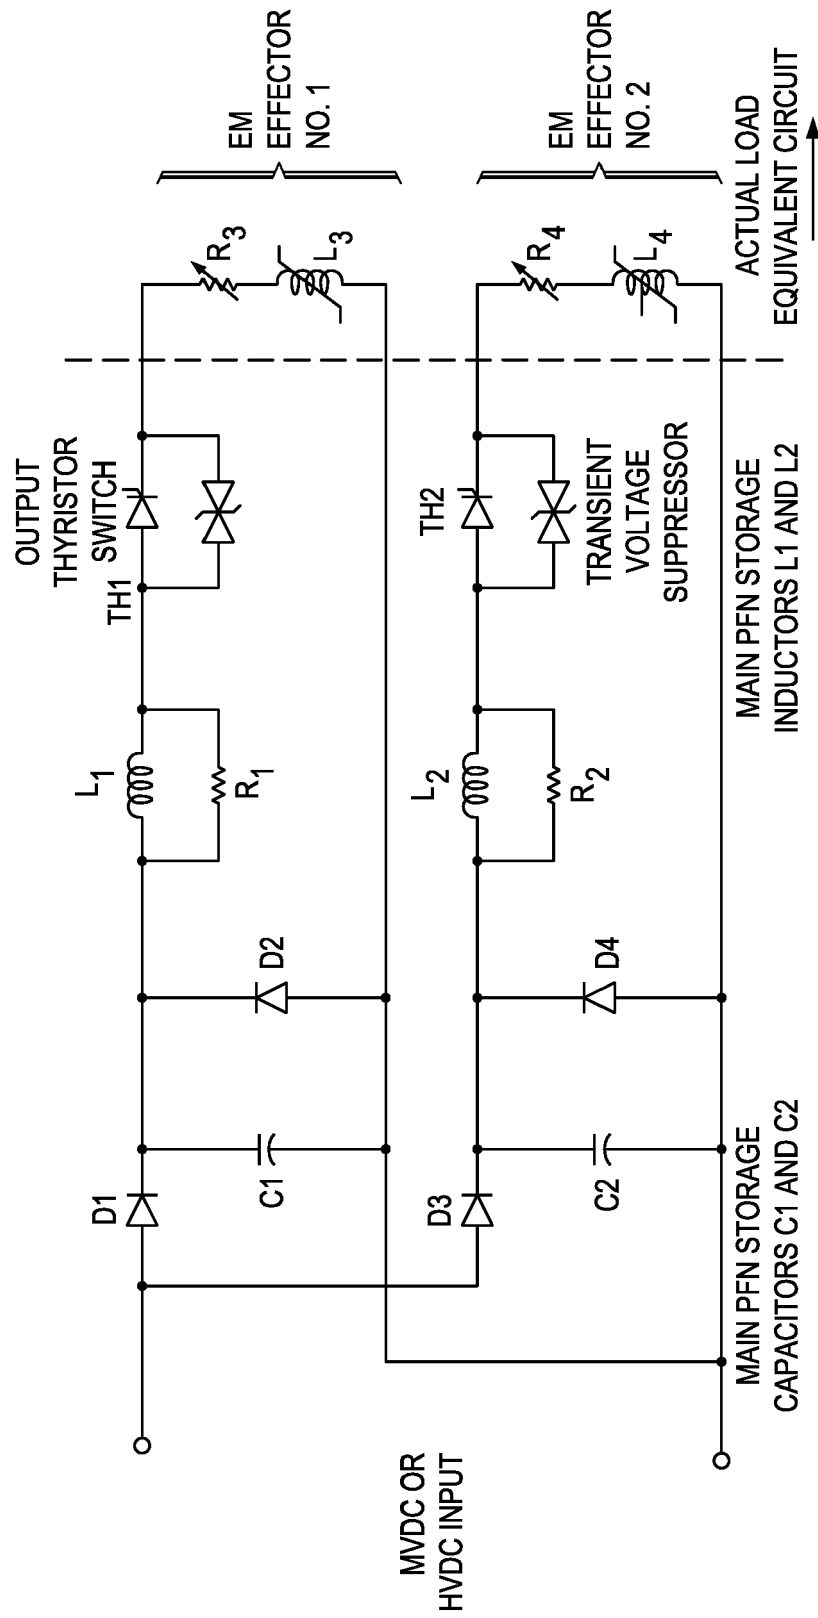 MVDC OR
HVDC INPUT
D1
C1
D2
L1
R1
OUTPUT
THYRISTOR
SWITCH
TH1
R3
L3
EM
EFFECTOR
NO. 1
D3
C2
D4
L2
R2
TH2
TRANSIENT
VOLTAGE
SUPPRESSOR
R4
L4
EM
EFFECTOR
NO. 2
MAIN PFN STORAGE
CAPACITORS C1 AND C2
MAIN PFN STORAGE
INDUCTORS L1 AND L2
ACTUAL LOAD
EQUIVALENT CIRCUIT